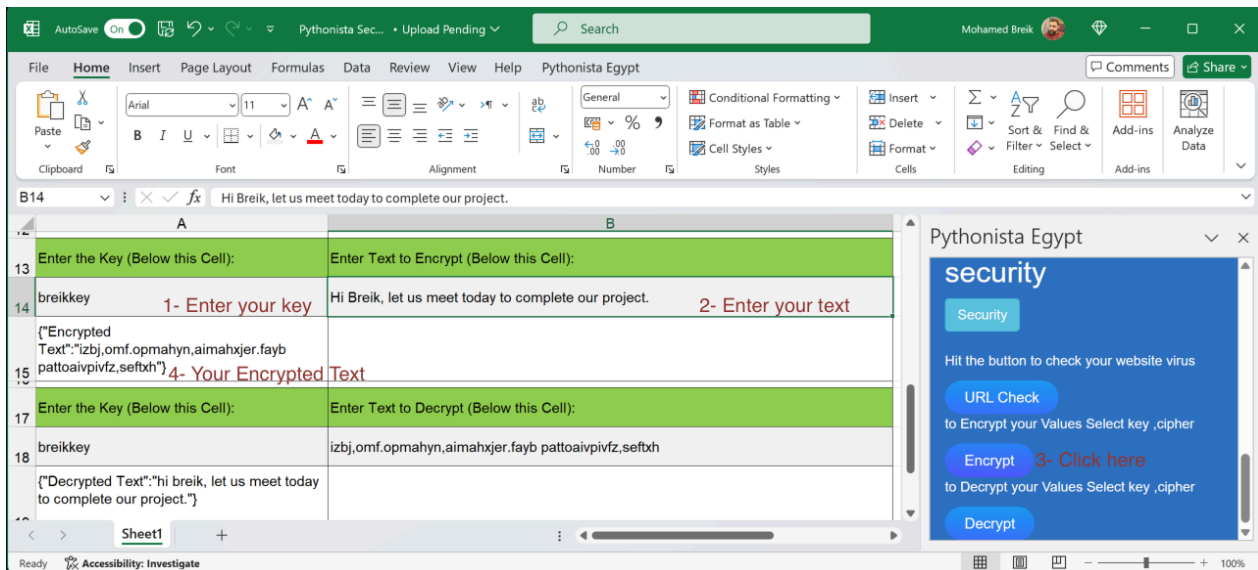 AutoSave On Pythonista Sec... • Upload Pending Search Mohamed Breik
File Home Insert Page Layout Formulas Data Review View Help Pythonista Egypt Comments Share
Paste
Arial 11 A^ A˅
B I U A
ab
General
% 9
.00
Conditional Formatting
Format as Table
Cell Styles
Insert
Delete
Format
Sort & Filter
Find & Select
Add-ins
Analyze Data
Clipboard Font Alignment Number Styles Cells Editing Add-ins
B14 fx Hi Breik, let us meet today to complete our project.
A B
13 Enter the Key (Below this Cell): Enter Text to Encrypt (Below this Cell):
14 breikkey 1- Enter your key Hi Breik, let us meet today to complete our project. 2- Enter your text
{"Encrypted
Text":"izbj,omf.opmahyn,aimahxjer.fayb
15 pattoaivpivfz,seftxh"} 4- Your Encrypted Text
17 Enter the Key (Below this Cell): Enter Text to Decrypt (Below this Cell):
18 breikkey izbj,omf.opmahyn,aimahxjer.fayb pattoaivpivfz,seftxh
{"Decrypted Text":"hi breik, let us meet today
to complete our project."}
Pythonista Egypt
security
Security
Hit the button to check your website virus
URL Check
to Encrypt your Values Select key ,cipher
Encrypt 3- Click here
to Decrypt your Values Select key ,cipher
Decrypt
Sheet1
Ready Accessibility: Investigate 100%